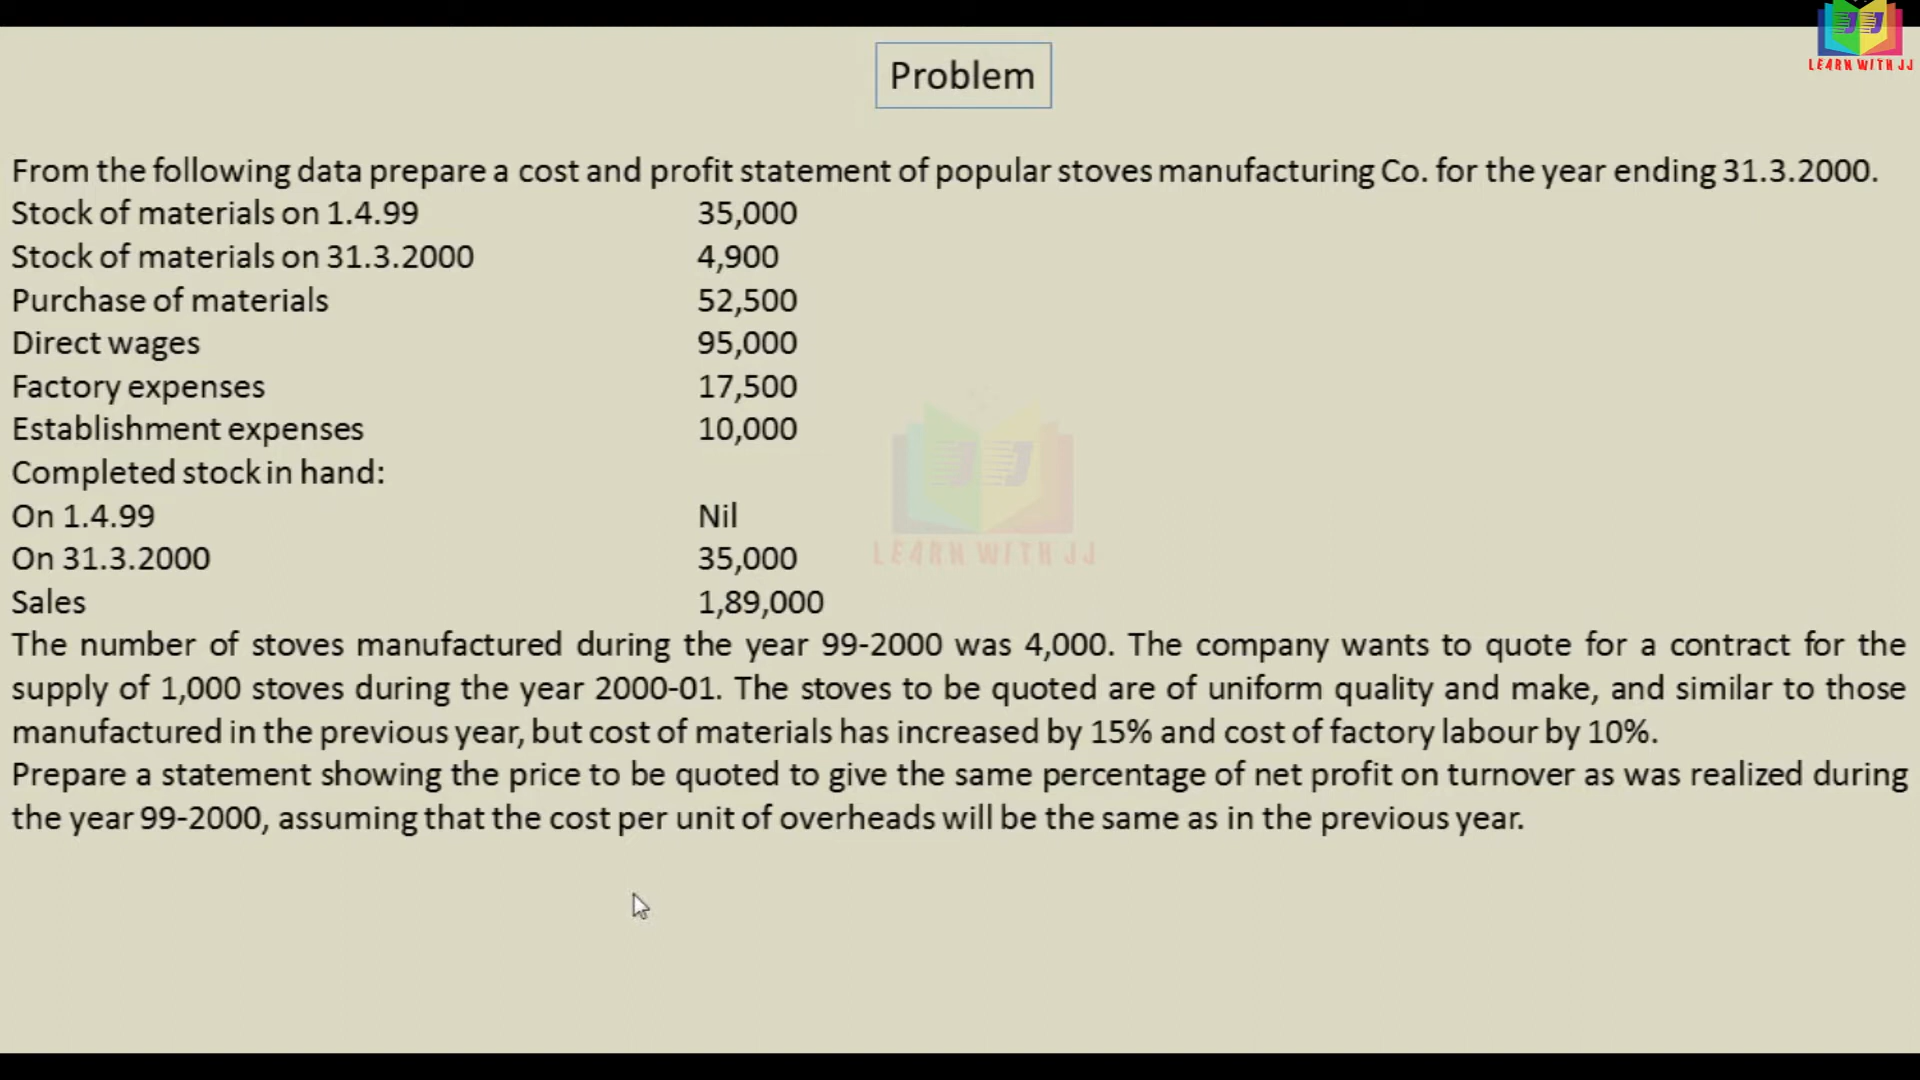 LEARN WITH JJ
Problem
From the following data prepare a cost and profit statement of popular stoves manufacturing Co. for the year ending 31.3.2000.
Stock of materials on 1.4.99 35,000
Stock of materials on 31.3.2000 4,900
Purchase of materials 52,500
Direct wages 95,000
Factory expenses 17,500
Establishment expenses 10,000
Completed stock in hand:
On 1.4.99 Nil
On 31.3.2000 35,000
Sales 1,89,000
LEARN WITH JJ
The number of stoves manufactured during the year 99-2000 was 4,000. The company wants to quote for a contract for the
supply of 1,000 stoves during the year 2000-01. The stoves to be quoted are of uniform quality and make, and similar to those
manufactured in the previous year, but cost of materials has increased by 15% and cost of factory labour by 10%.
Prepare a statement showing the price to be quoted to give the same percentage of net profit on turnover as was realized during
the year 99-2000, assuming that the cost per unit of overheads will be the same as in the previous year.